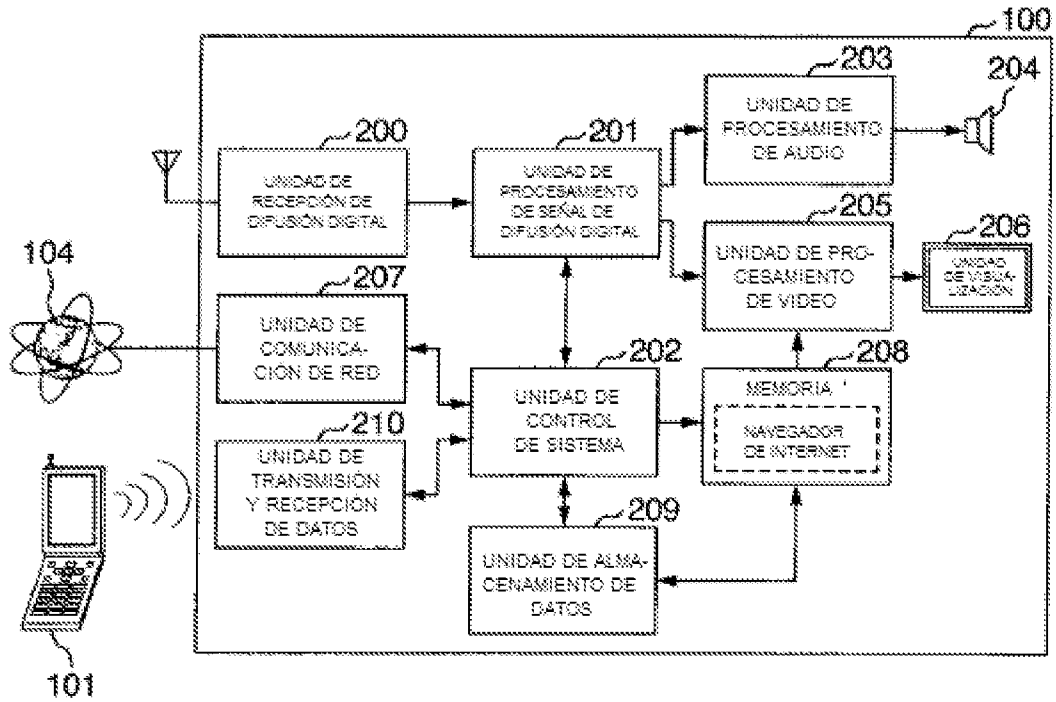 100
203
204
UNIDAD DE
PROCESAMIENTO
DE AUDIO
200
201
UNIDAD DE
RECEPCIÓN DE
DIFUSIÓN DIGITAL
UNIDAD DE
PROCESAMIENTO
DE SEÑAL DE
DIFUSIÓN DIGITAL
205
206
UNIDAD DE PRO-
CESAMIENTO
DE VIDEO
UNIDAD
DE VISUA-
LIZACIÓN
104
207
UNIDAD DE
COMUNICA-
CIÓN DE RED
202
UNIDAD DE
CONTROL
DE SISTEMA
208
MEMORIA
NAVEGADOR
DE INTERNET
210
UNIDAD DE
TRANSMISIÓN
Y RECEPCIÓN
DE DATOS
209
UNIDAD DE ALMA-
CENAMIENTO DE
DATOS
101